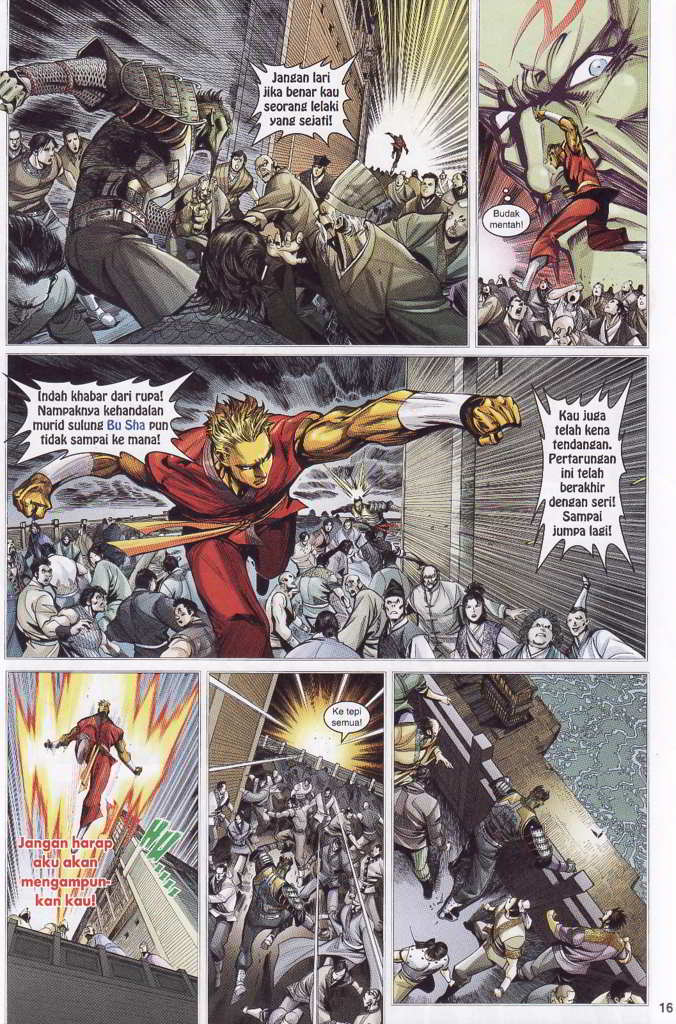 Jangan lari
jika benar kau
seorang lelaki
yang sejati!
Budak
mentah!
Indah khabar dari rupa!
Nampaknya kehandalan
murid sulung Bu Sha pun
tidak sampai ke mana!
Kau juga
telah kena
tendangan.
Pertarungan
ini telah
berakhir
dengan seri!
Sampai
jumpa lagi!
Jangan harap
aku akan
mengampun-
kan kau!
Ke tepi
semua!
16